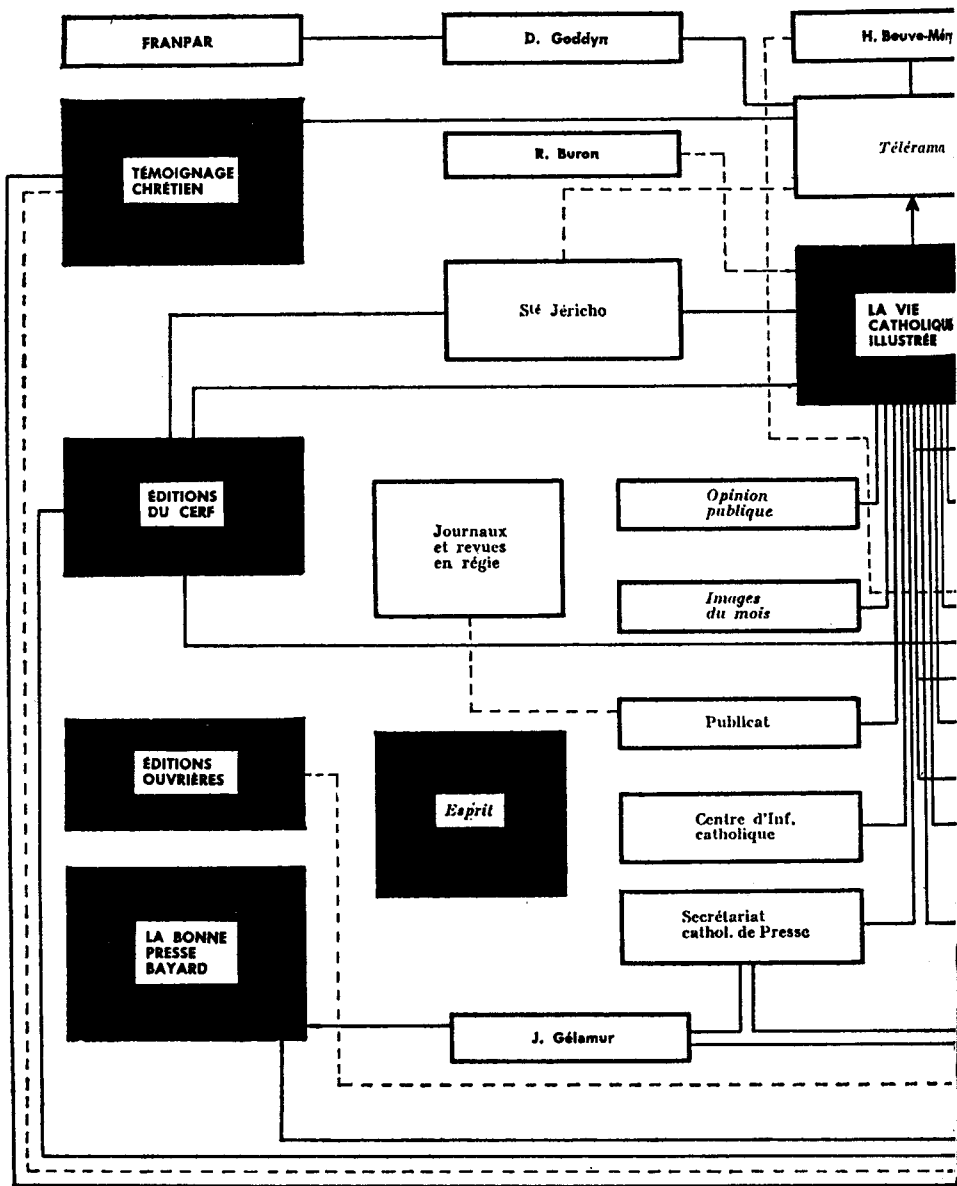 FRANPAR
D. Goddyn
H. Beuve-Méry
TÉMOIGNAGE
CHRÉTIEN
R. Buron
Télérama
Sté Jéricho
LA VIE
CATHOLIQUE
ILLUSTRÉE
ÉDITIONS
DU CERF
Journaux
et revues
en régie
Opinion
publique
Images
du mois
Publicat
ÉDITIONS
OUVRIÈRES
Esprit
Centre d'Inf.
catholique
LA BONNE
PRESSE
BAYARD
Secrétariat
cathol. de Presse
J. Gélamur